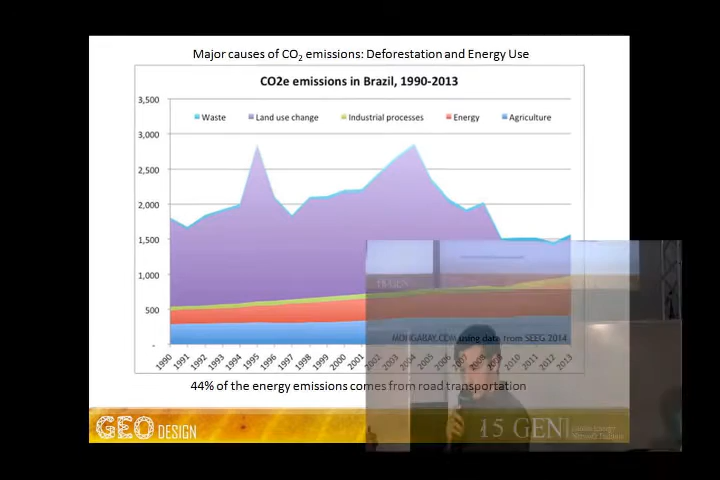 Major causes of CO2 emissions: Deforestation and Energy Use
CO2e emissions in Brazil, 1990-2013
3,500
Waste Land use change Industrial processes Energy Agriculture
3,000
2,500
2,000
1,500
1,000
15 GEN
500
MONGABAY.COM using data from SEEG 2014
-
1990 1991 1992 1993 1994 1995 1996 1997 1998 1999 2000 2001 2002 2003 2004 2005 2006 2007 2008 2009 2010 2011 2012 2013
44% of the energy emissions comes from road transportation
GEO DESIGN
15 GEN